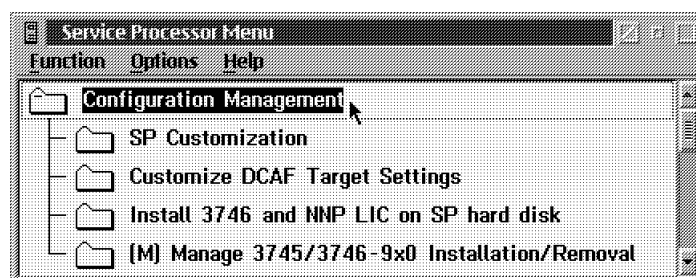 Service Processor Menu
Function Options Help
Configuration Management
SP Customization
Customize DCAF Target Settings
Install 3746 and NNP LIC on SP hard disk
(M) Manage 3745/3746-9x0 Installation/Removal